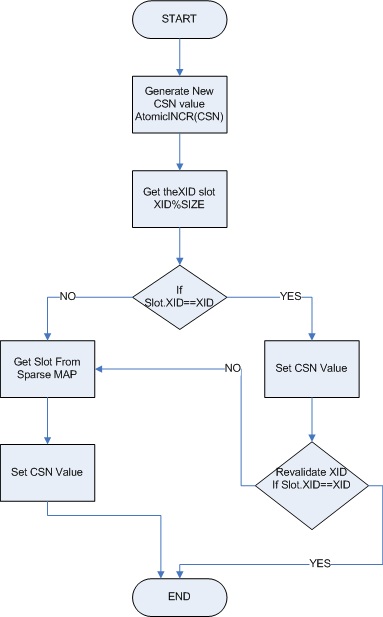 START
Generate New
CSN value
AtomicINCR(CSN)
Get theXID slot
XID%SIZE
If
Slot.XID==XID
NO
YES
Get Slot From
Sparse MAP
NO
Set CSN Value
Set CSN Value
Revalidate XID
If Slot.XID==XID
YES
END